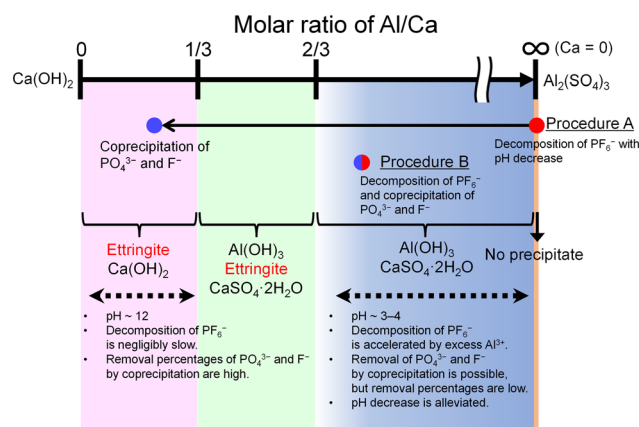 Molar ratio of Al/Ca
0
1/3
2/3
∞ (Ca = 0)
Ca(OH)₂
Al₂(SO₄)₃
Coprecipitation of
PO₄³⁻ and F⁻
Procedure A
Decomposition of PF₆⁻ with
pH decrease
Procedure B
Decomposition of PF₆⁻
and coprecipitation of
PO₄³⁻ and F⁻
Ettringite
Ca(OH)₂
Al(OH)₃
Ettringite
CaSO₄·2H₂O
Al(OH)₃
CaSO₄·2H₂O
No precipitate
• pH ~ 12
• Decomposition of PF₆⁻
is negligibly slow.
• Removal percentages of PO₄³⁻ and F⁻
by coprecipitation are high.
• pH ~ 3–4
• Decomposition of PF₆⁻
is accelerated by excess Al³⁺.
• Removal of PO₄³⁻ and F⁻
by coprecipitation is possible,
but removal percentages are low.
• pH decrease is alleviated.